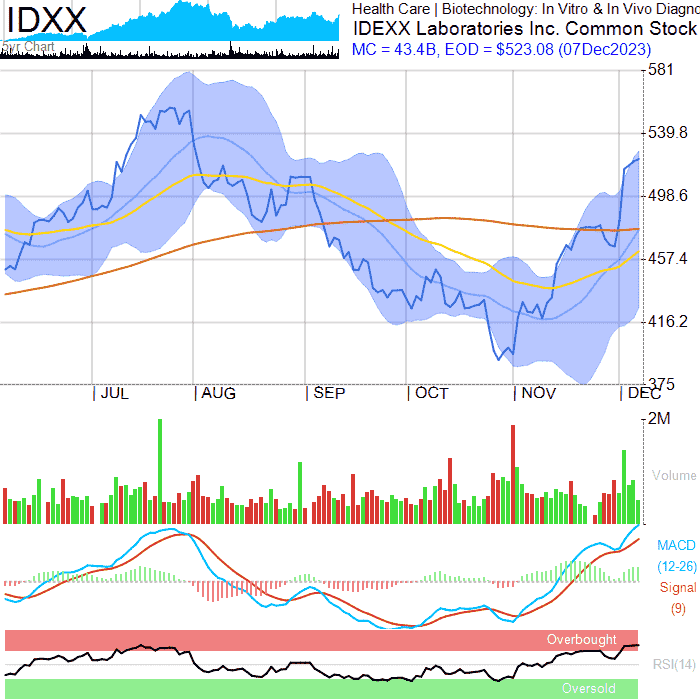 IDXX
5yr Chart
Health Care | Biotechnology: In Vitro & In Vivo Diagno
IDEXX Laboratories Inc. Common Stock
MC = 43.4B, EOD = $523.08 (07Dec2023)
581
539.8
498.6
457.4
416.2
375
JUL AUG SEP OCT NOV DEC
2M
Volume
MACD
(12-26)
Signal
(9)
Overbought
RSI(14)
Oversold